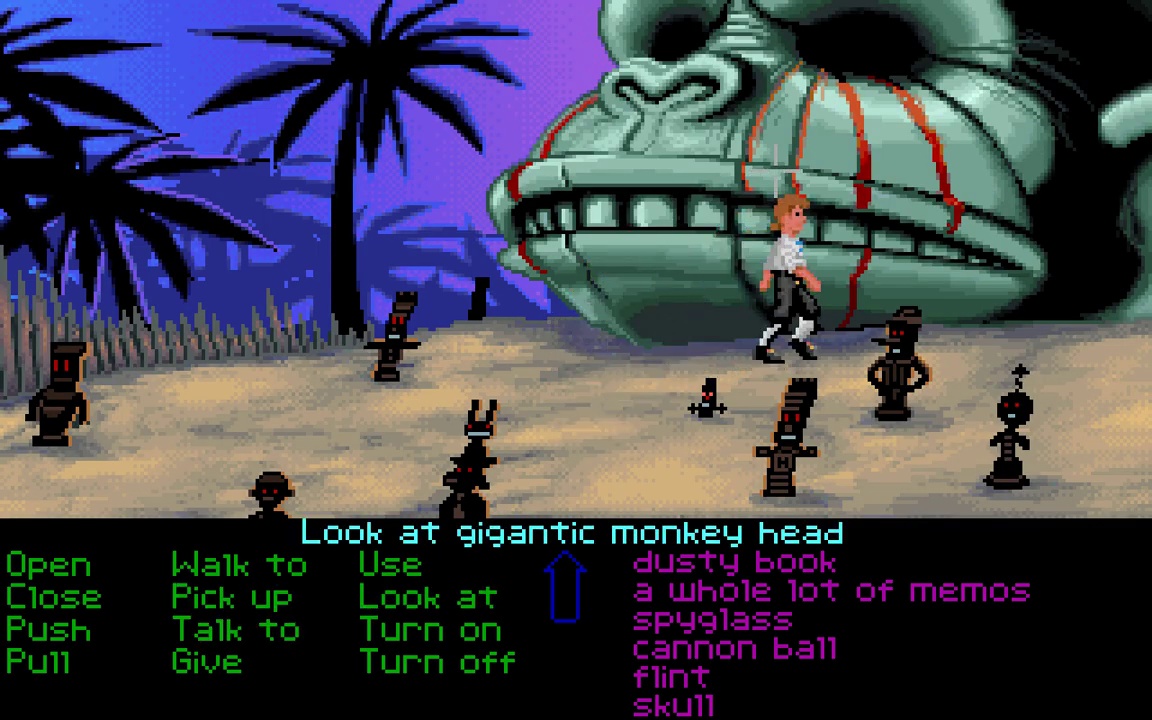 Look at gigantic monkey head
Open Walk to Use
Close Pick up Look at
Push Talk to Turn on
Pull Give Turn off
dusty book
a whole lot of memos
spyglass
cannon ball
flint
skull